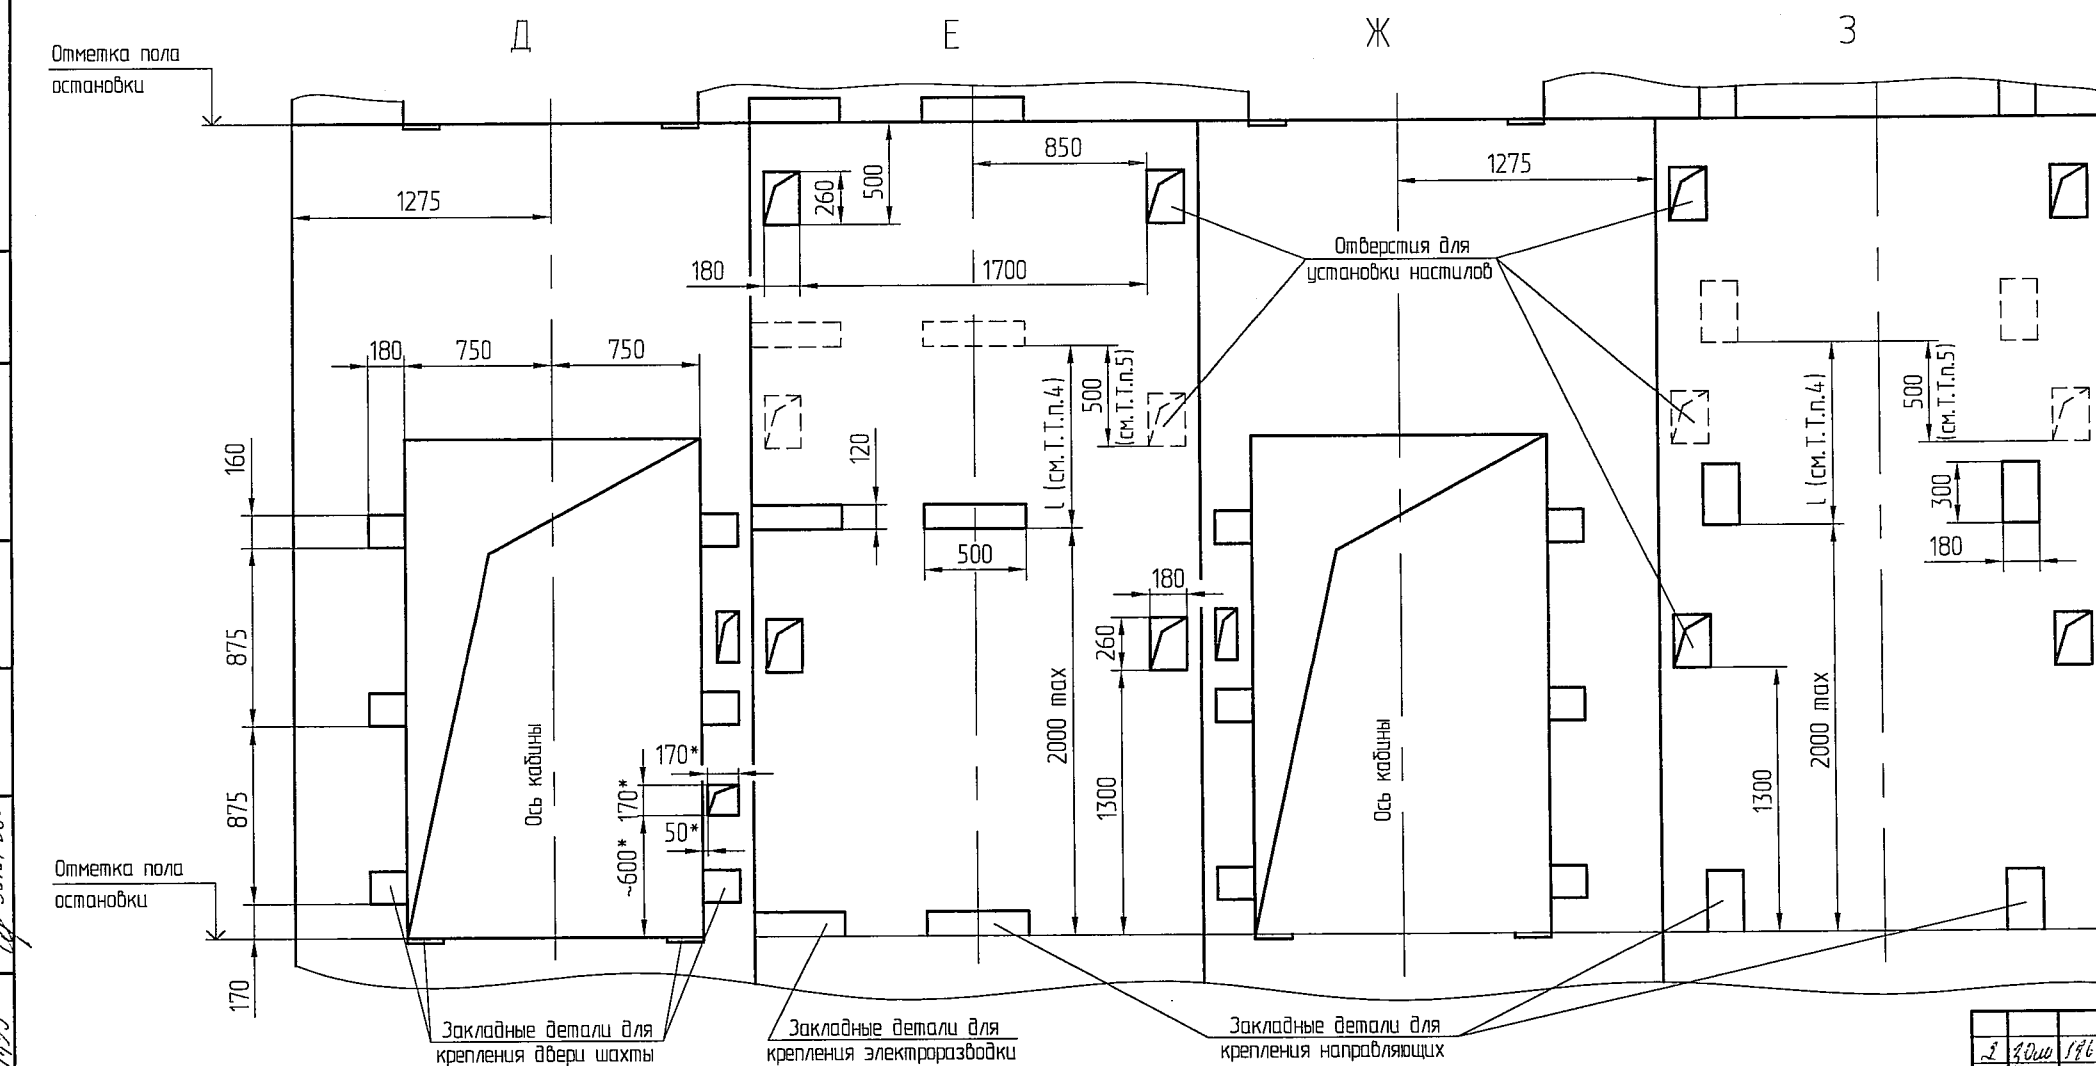 Д
Е
Ж
З
Отметка пола
остановки
850
1275
1275
260
500
Отверстия для
установки настилов
180
1700
180
750
750
500
(см.Т.Т.п.5)
l (см.Т.Т.п.4)
l (см.Т.Т.п.4)
500
(см.Т.Т.п.5)
160
120
300
500
180
180
875
260
2000 max
2000 max
Ось кабины
Ось кабины
170*
170*
50*
~600*
1300
1300
875
Отметка пола
остановки
170
Закладные детали для
крепления двери шахты
Закладные детали для
крепления электроразводки
Закладные детали для
крепления направляющих
2